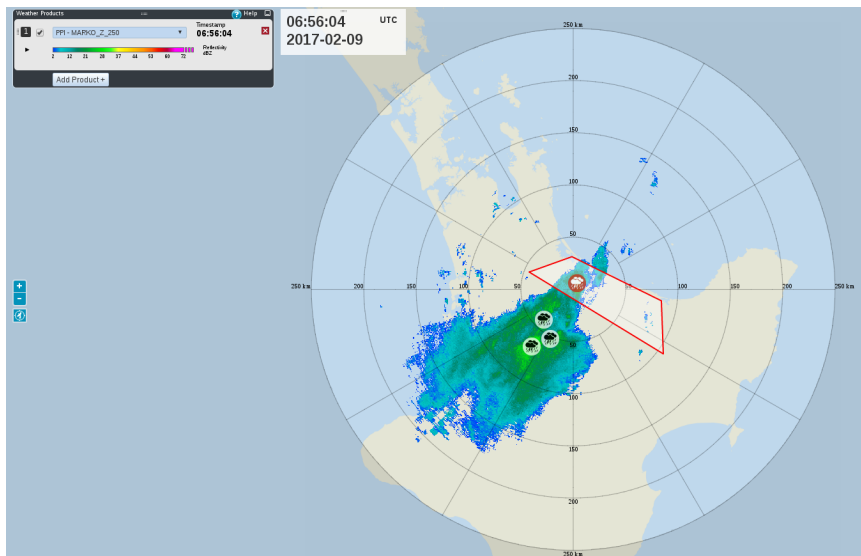 Weather Products
Help
1
PPI - MARKO_Z_250
Timestamp
06:56:04
2 12 21 28 37 44 53 60 72
Reflectivity
dBZ
Add Product +
06:56:04 UTC
2017-02-09
250 km
200
150
100
50
250 km 200 150 100 50 50 100 150 200 250 km
50
100
150
200
250 km
+
−